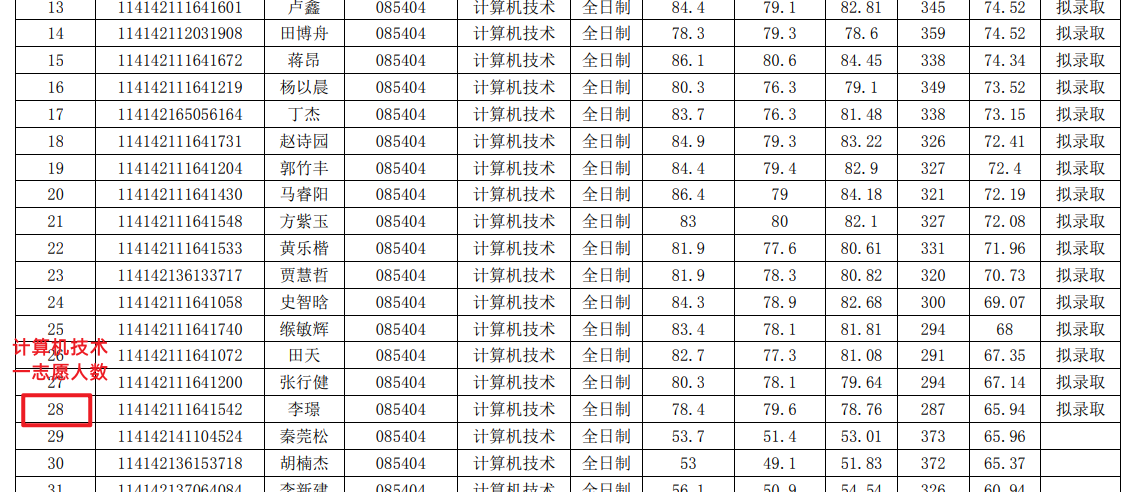 13 114142111641601 卢鑫 085404 计算机技术 全日制 84.4 79.1 82.81 345 74.52 拟录取
14 114142112031908 田博舟 085404 计算机技术 全日制 78.3 79.3 78.6 359 74.52 拟录取
15 114142111641672 蒋昂 085404 计算机技术 全日制 86.1 80.6 84.45 338 74.34 拟录取
16 114142111641219 杨以晨 085404 计算机技术 全日制 80.3 76.3 79.1 349 73.52 拟录取
17 114142165056164 丁杰 085404 计算机技术 全日制 83.7 76.3 81.48 338 73.15 拟录取
18 114142111641731 赵诗园 085404 计算机技术 全日制 84.9 79.3 83.22 326 72.41 拟录取
19 114142111641204 郭竹丰 085404 计算机技术 全日制 84.4 79.4 82.9 327 72.4 拟录取
20 114142111641430 马睿阳 085404 计算机技术 全日制 86.4 79 84.18 321 72.19 拟录取
21 114142111641548 方紫玉 085404 计算机技术 全日制 83 80 82.1 327 72.08 拟录取
22 114142111641533 黄乐楷 085404 计算机技术 全日制 81.9 77.6 80.61 331 71.96 拟录取
23 114142136133717 贾慧哲 085404 计算机技术 全日制 81.9 78.3 80.82 320 70.73 拟录取
24 114142111641058 史智晗 085404 计算机技术 全日制 84.3 78.9 82.68 300 69.07 拟录取
25 114142111641740 缑敏辉 085404 计算机技术 全日制 83.4 78.1 81.81 294 68 拟录取
计算机技术
26 114142111641072 田天 085404 计算机技术 全日制 82.7 77.3 81.08 291 67.35 拟录取
一志愿人数
27 114142111641200 张行健 085404 计算机技术 全日制 80.3 78.1 79.64 294 67.14 拟录取
28 114142111641542 李璟 085404 计算机技术 全日制 78.4 79.6 78.76 287 65.94 拟录取
29 114142141104524 秦莞松 085404 计算机技术 全日制 53.7 51.4 53.01 373 65.96
30 114142136153718 胡楠杰 085404 计算机技术 全日制 53 49.1 51.83 372 65.37
31 114142137064084 李新建 085404 计算机技术 全日制 56.1 50.9 54.54 326 60.94